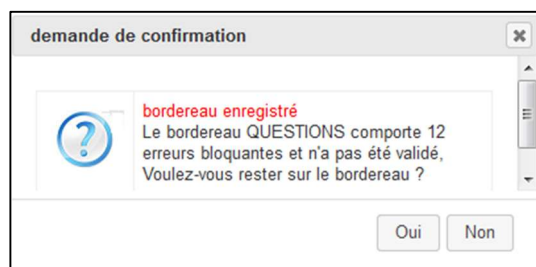 demande de confirmation
bordereau enregistré
Le bordereau QUESTIONS comporte 12
erreurs bloquantes et n'a pas été validé,
Voulez-vous rester sur le bordereau ?
Oui Non